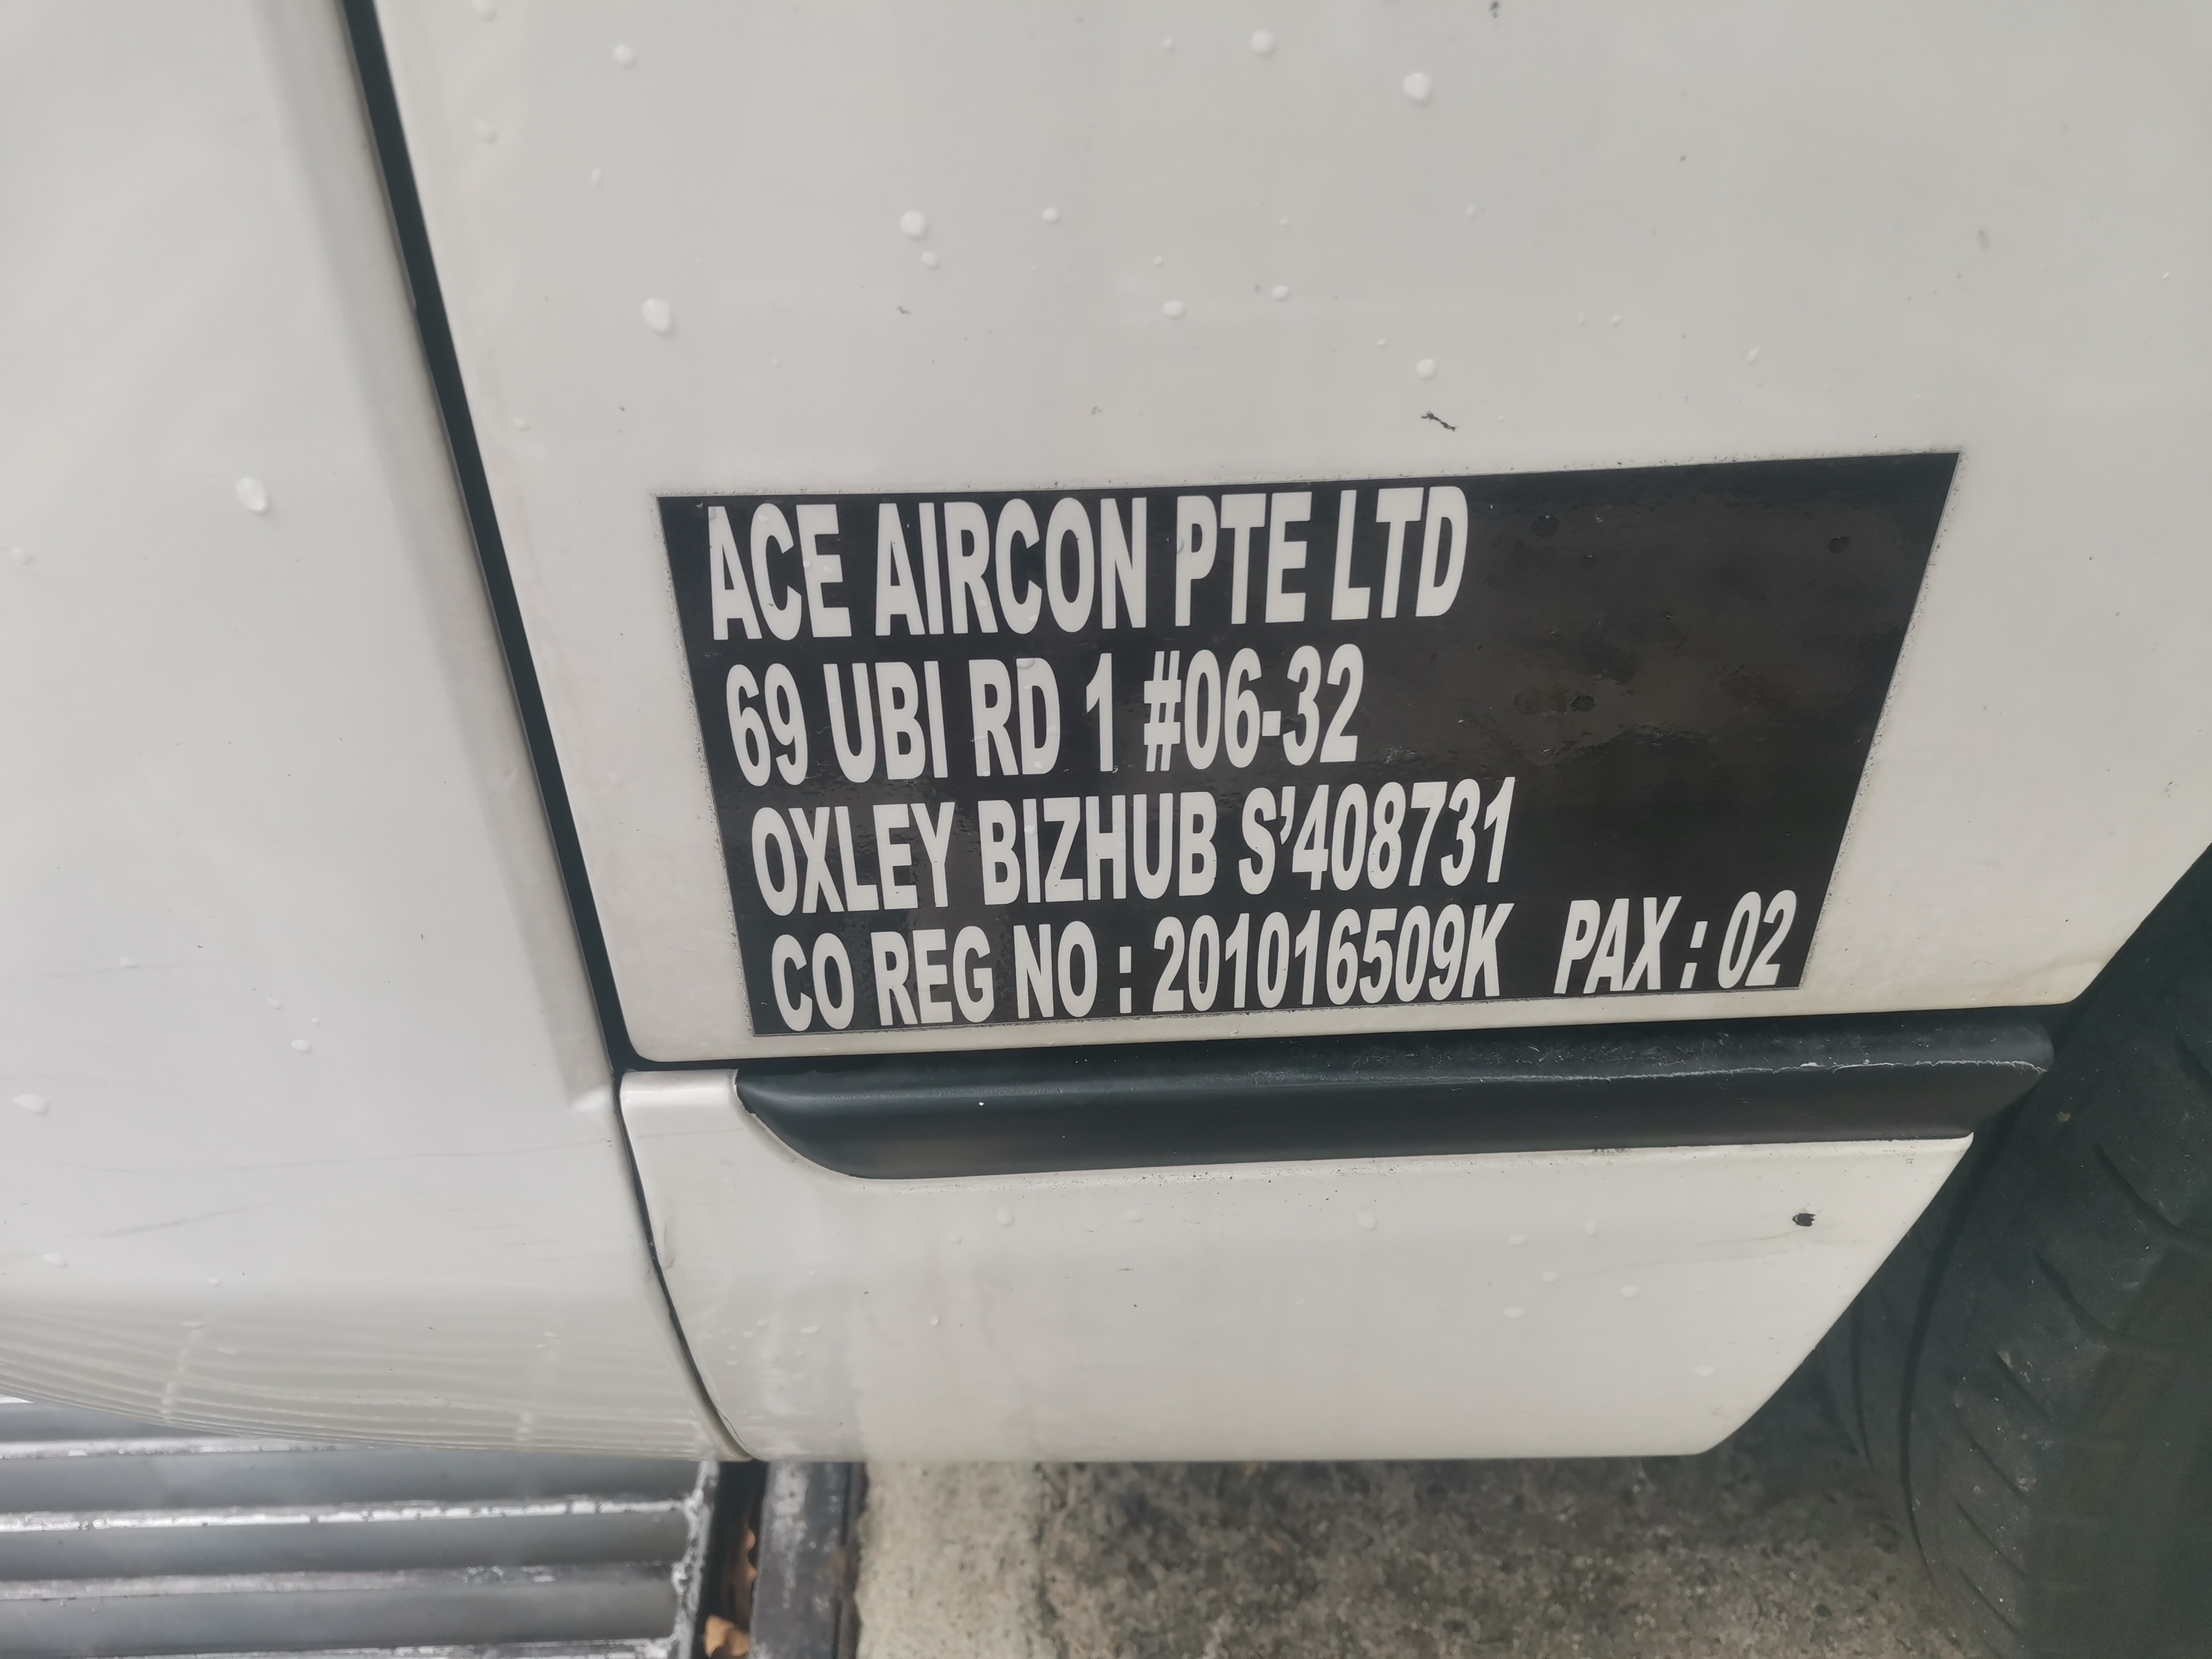 ACE AIRCON PTE LTD
69 UBI RD 1 #06-32
OXLEY BIZHUB S'408731
CO REG NO : 201016509K PAX : 02